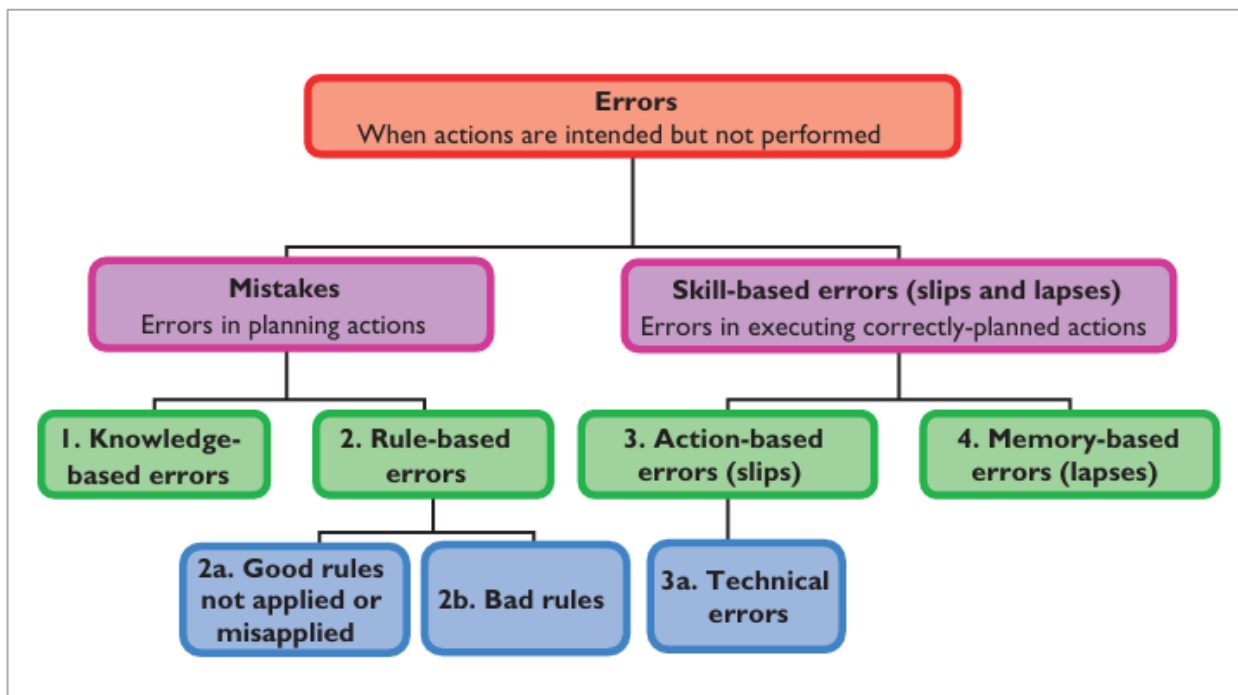 Errors
When actions are intended but not performed
Mistakes
Errors in planning actions
Skill-based errors (slips and lapses)
Errors in executing correctly-planned actions
1. Knowledge-
based errors
2. Rule-based
errors
3. Action-based
errors (slips)
4. Memory-based
errors (lapses)
2a. Good rules
not applied or
misapplied
2b. Bad rules
3a. Technical
errors